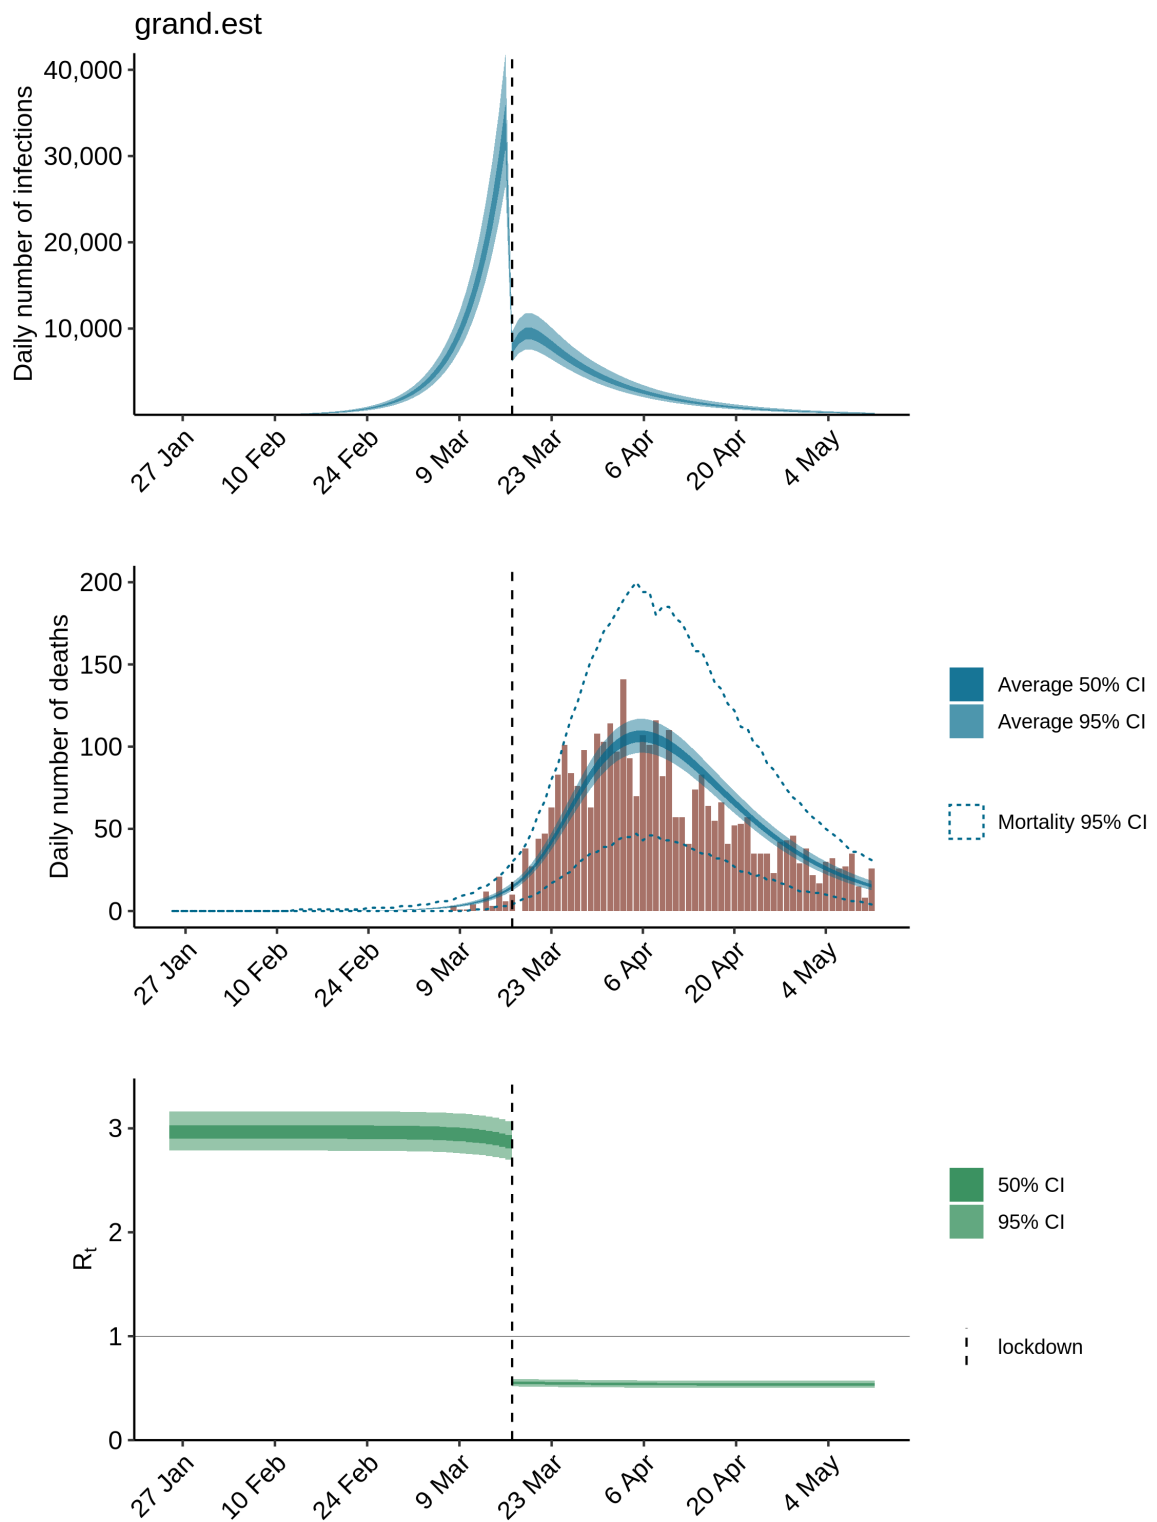 grand.est
Daily number of infections
40,000
30,000
20,000
10,000
27 Jan
10 Feb
24 Feb
9 Mar
23 Mar
6 Apr
20 Apr
4 May
Daily number of deaths
200
150
100
50
0
27 Jan
10 Feb
24 Feb
9 Mar
23 Mar
6 Apr
20 Apr
4 May
Average 50% CI
Average 95% CI
Mortality 95% CI
Rt
3
2
1
0
27 Jan
10 Feb
24 Feb
9 Mar
23 Mar
6 Apr
20 Apr
4 May
50% CI
95% CI
lockdown